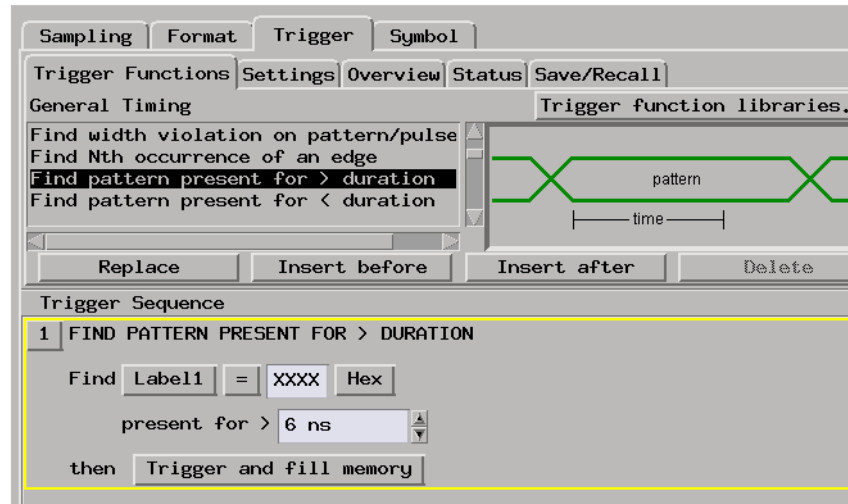 Sampling Format Trigger Symbol
Trigger Functions Settings Overview Status Save/Recall
General Timing Trigger function libraries.
Find width violation on pattern/pulse
Find Nth occurrence of an edge
Find pattern present for > duration
Find pattern present for < duration
pattern
time
Replace Insert before Insert after Delete
Trigger Sequence
1 FIND PATTERN PRESENT FOR > DURATION
Find Label1 = XXXX Hex
present for > 6 ns
then Trigger and fill memory